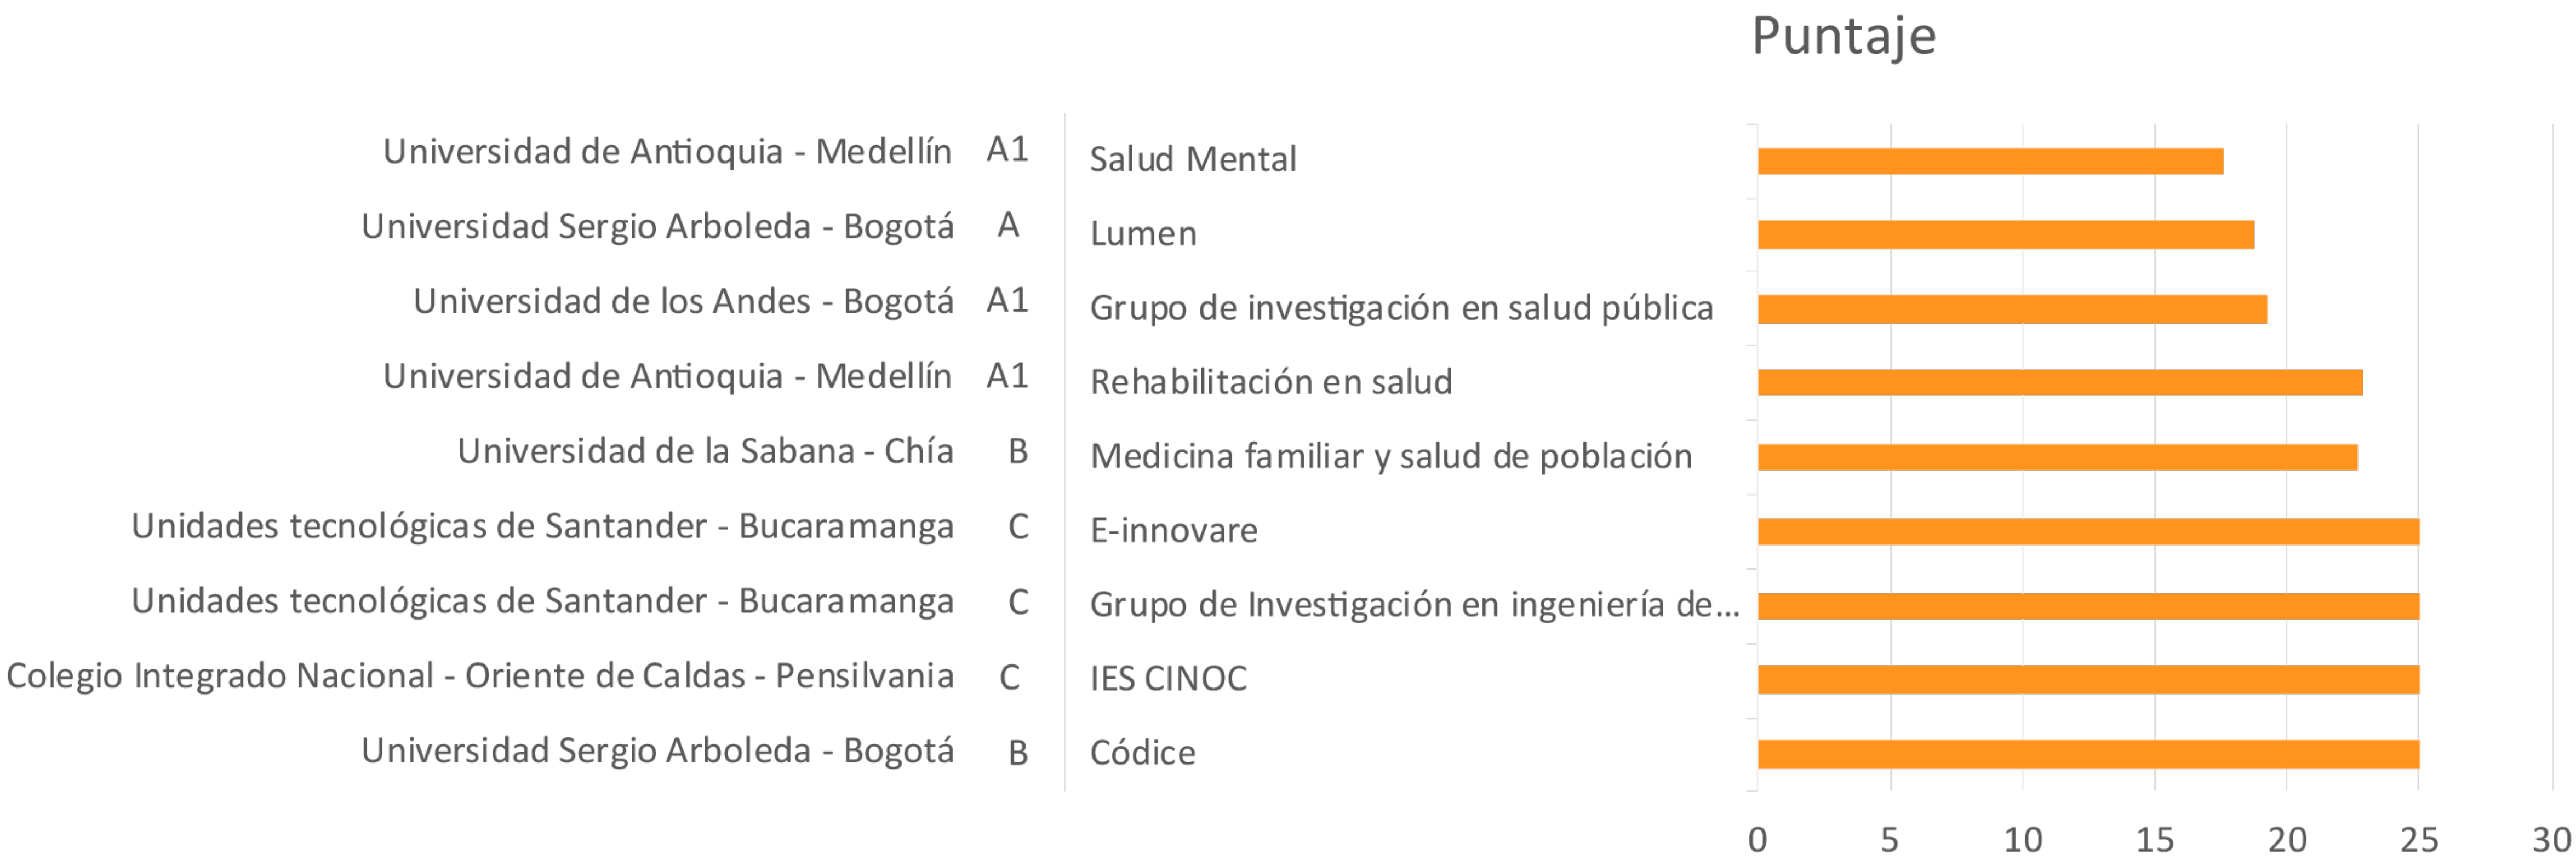 Puntaje
Universidad de Antioquia - Medellín A1 Salud Mental
Universidad Sergio Arboleda - Bogotá A Lumen
Universidad de los Andes - Bogotá A1 Grupo de investigación en salud pública
Universidad de Antioquia - Medellín A1 Rehabilitación en salud
Universidad de la Sabana - Chía B Medicina familiar y salud de población
Unidades tecnológicas de Santander - Bucaramanga C E-innovare
Unidades tecnológicas de Santander - Bucaramanga C Grupo de Investigación en ingeniería de...
Colegio Integrado Nacional - Oriente de Caldas - Pensilvania C IES CINOC
Universidad Sergio Arboleda - Bogotá B Códice
0 5 10 15 20 25 30